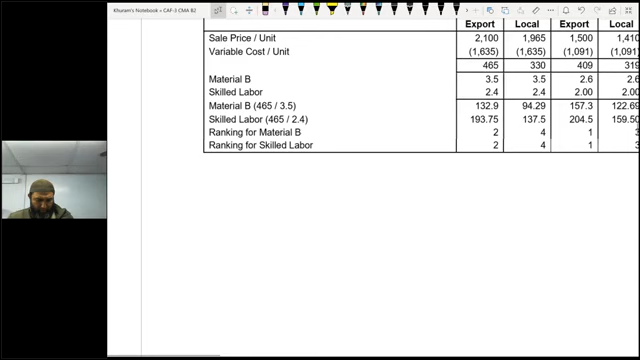 Khuram's Notebook » CAF-3 CMA B2
Export Local Export Local
Sale Price / Unit 2,100 1,965 1,500 1,410
Variable Cost / Unit (1,635) (1,635) (1,091) (1,091)
465 330 409 319
Material B 3.5 3.5 2.6 2.6
Skilled Labor 2.4 2.4 2.00 2.00
Material B (465 / 3.5) 132.9 94.29 157.3 122.69
Skilled Labor (465 / 2.4) 193.75 137.5 204.5 159.50
Ranking for Material B 2 4 1 3
Ranking for Skilled Labor 2 4 1 3